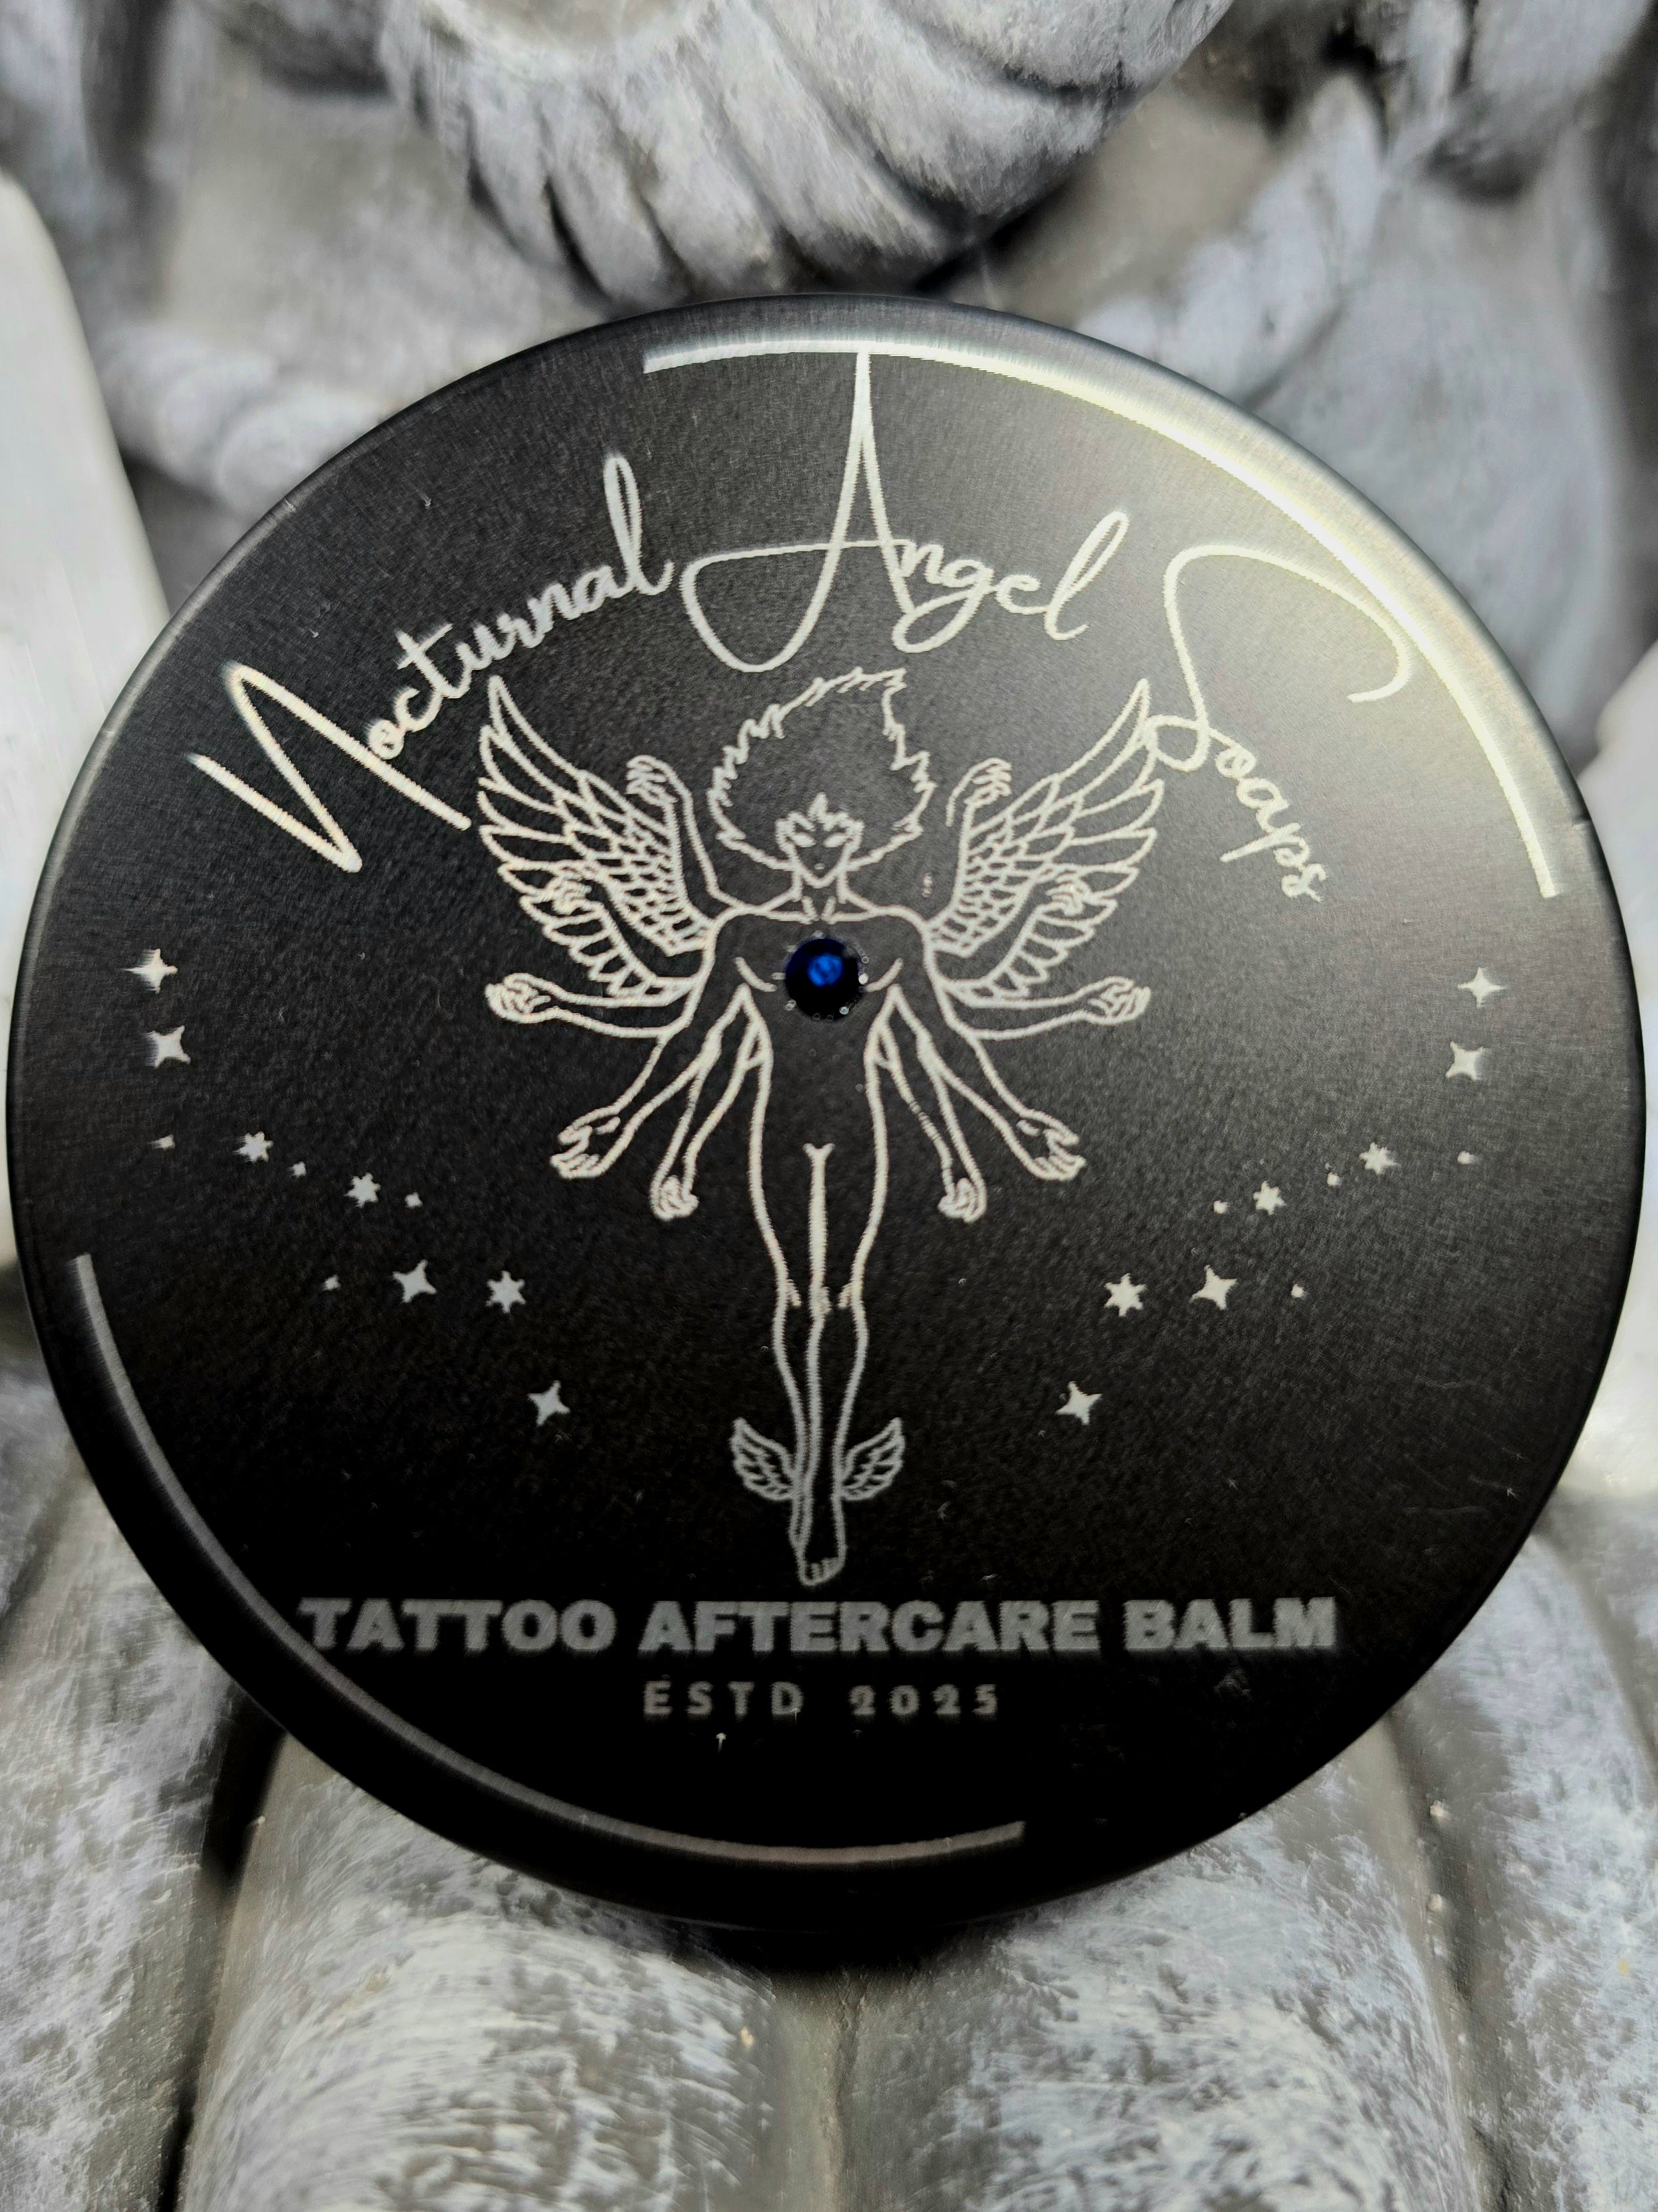 Nocturnal Angel Soaps
TATTOO AFTERCARE BALM
ESTD 2025